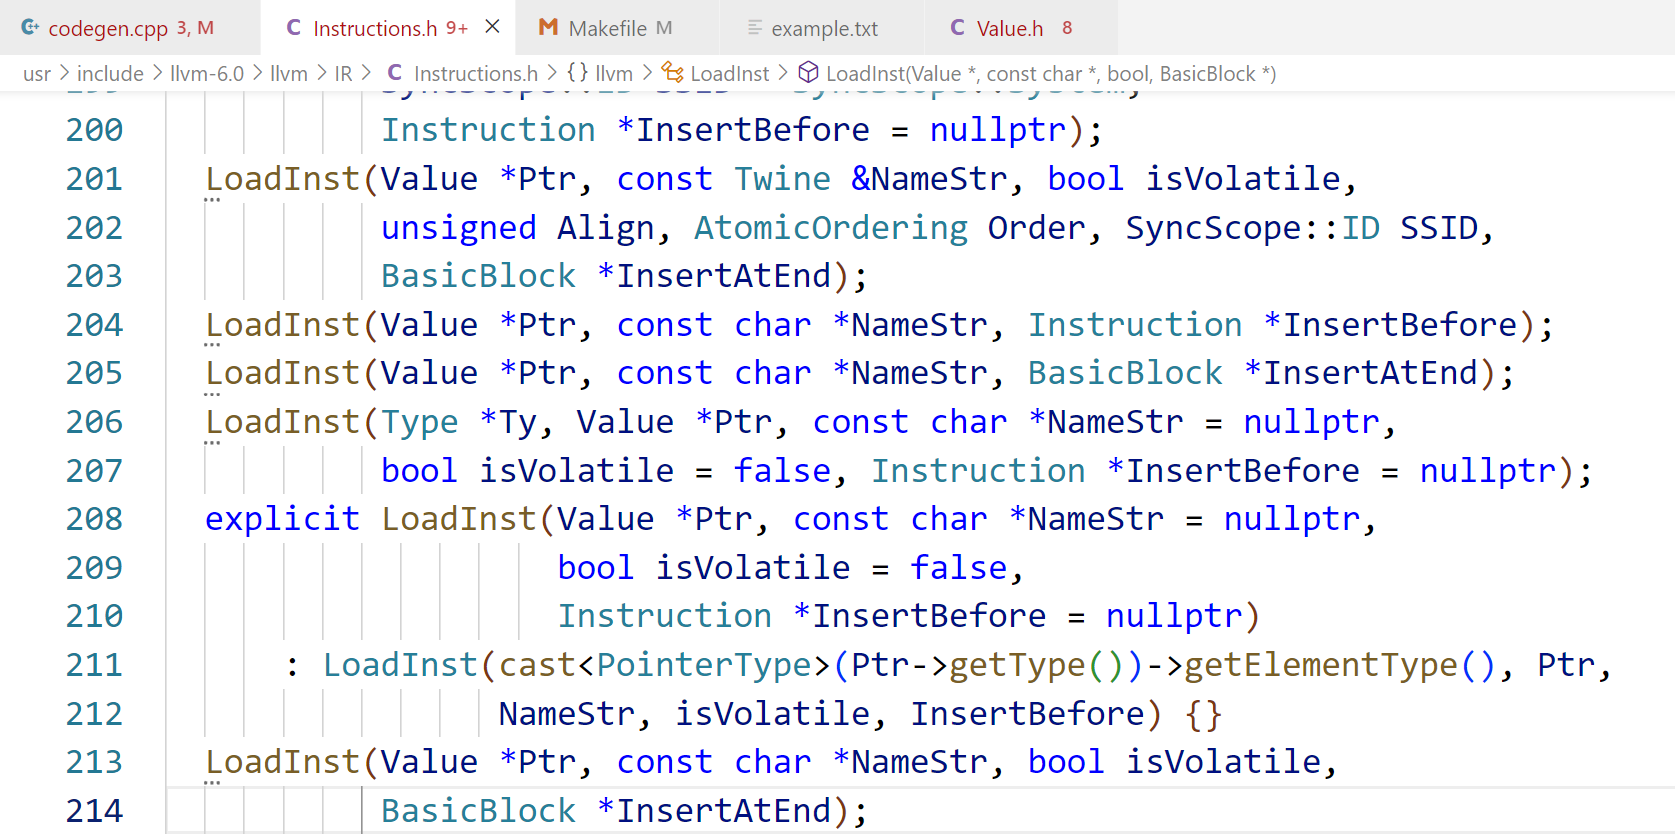 codegen.cpp 3, M Instructions.h 9+ Makefile M example.txt Value.h 8
usr > include > llvm-6.0 > llvm > IR > C Instructions.h > {} llvm > LoadInst > LoadInst(Value *, const char *, bool, BasicBlock *)
199 SyncScope::ID SSID = SyncScope::System,
200 Instruction *InsertBefore = nullptr);
201 LoadInst(Value *Ptr, const Twine &NameStr, bool isVolatile,
202 unsigned Align, AtomicOrdering Order, SyncScope::ID SSID,
203 BasicBlock *InsertAtEnd);
204 LoadInst(Value *Ptr, const char *NameStr, Instruction *InsertBefore);
205 LoadInst(Value *Ptr, const char *NameStr, BasicBlock *InsertAtEnd);
206 LoadInst(Type *Ty, Value *Ptr, const char *NameStr = nullptr,
207 bool isVolatile = false, Instruction *InsertBefore = nullptr);
208 explicit LoadInst(Value *Ptr, const char *NameStr = nullptr,
209 bool isVolatile = false,
210 Instruction *InsertBefore = nullptr)
211 : LoadInst(cast<PointerType>(Ptr->getType())->getElementType(), Ptr,
212 NameStr, isVolatile, InsertBefore) {}
213 LoadInst(Value *Ptr, const char *NameStr, bool isVolatile,
214 BasicBlock *InsertAtEnd);